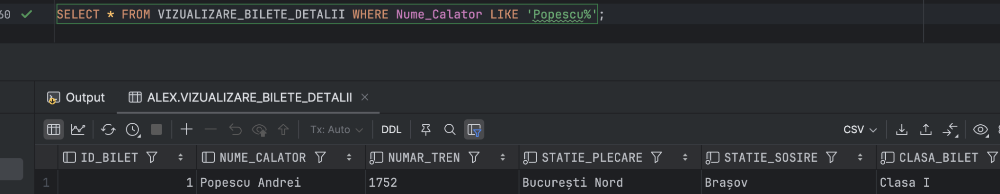 60 SELECT * FROM VIZUALIZARE_BILETE_DETALII WHERE Nume_Calator LIKE 'Popescu%';
Output ALEX.VIZUALIZARE_BILETE_DETALII
Tx: Auto DDL CSV
ID_BILET NUME_CALATOR NUMAR_TREN STATIE_PLECARE STATIE_SOSIRE CLASA_BILET
1 1 Popescu Andrei 1752 București Nord Brașov Clasa I